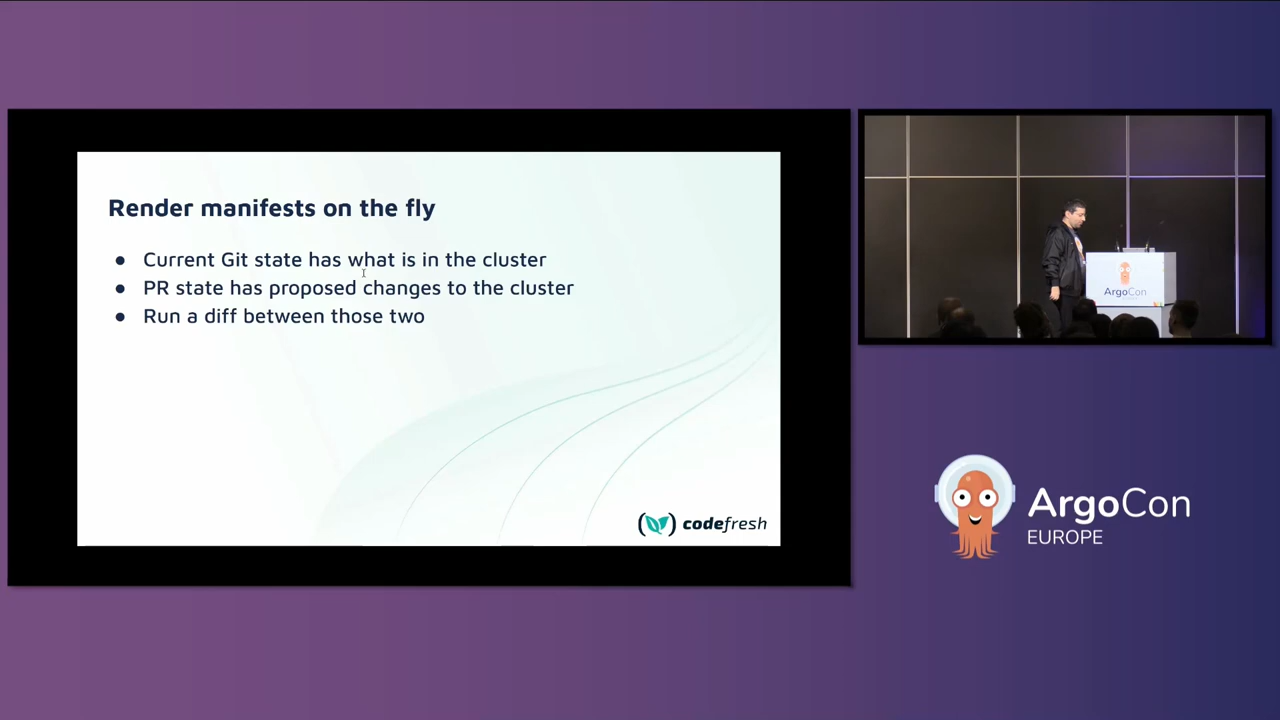 Render manifests on the fly
● Current Git state has what is in the cluster
● PR state has proposed changes to the cluster
● Run a diff between those two
codefresh
ArgoCon
ArgoCon
EUROPE